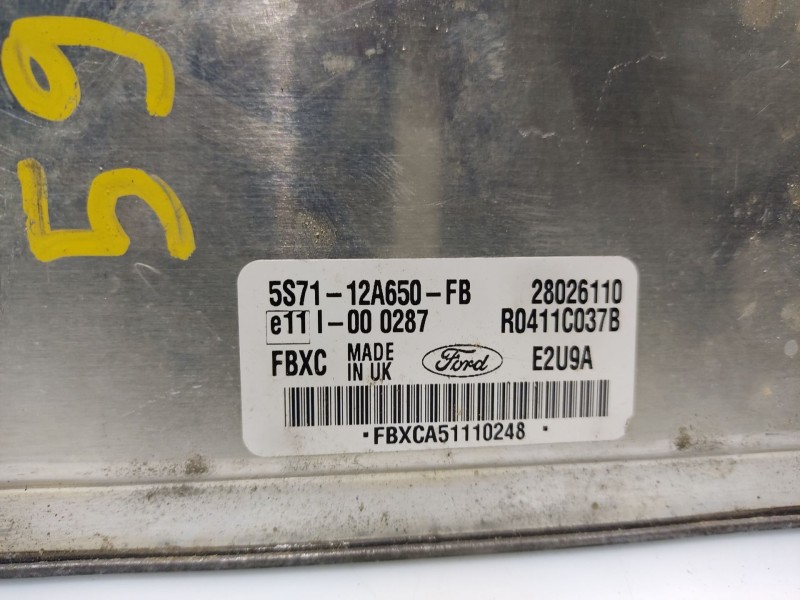 59
5S71-12A650-FB 28026110
e11 I-00 0287 R0411C037B
FBXC MADE IN UK Ford E2U9A
·FBXCA51110248·